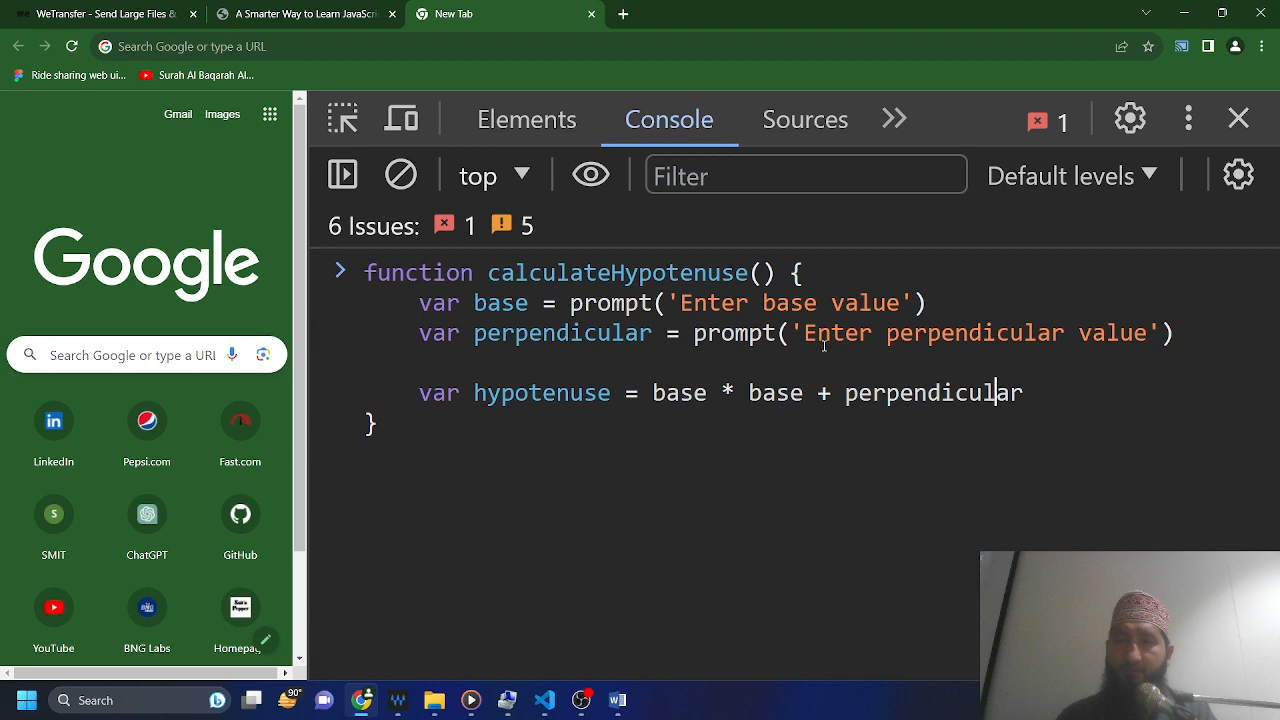 WeTransfer - Send Large Files &
A Smarter Way to Learn JavaScri
New Tab
Search Google or type a URL
Ride sharing web ui...
Surah Al Baqarah Al...
Gmail
Images
Google
Search Google or type a URL
LinkedIn
Pepsi.com
Fast.com
S
SMIT
ChatGPT
GitHub
YouTube
BNG Labs
Homepag
Elements
Console
Sources
1
top
Filter
Default levels
6 Issues:
1
5
function calculateHypotenuse() {
var base = prompt('Enter base value')
var perpendicular = prompt('Enter perpendicular value')
var hypotenuse = base * base + perpendicular
}
Search
90°